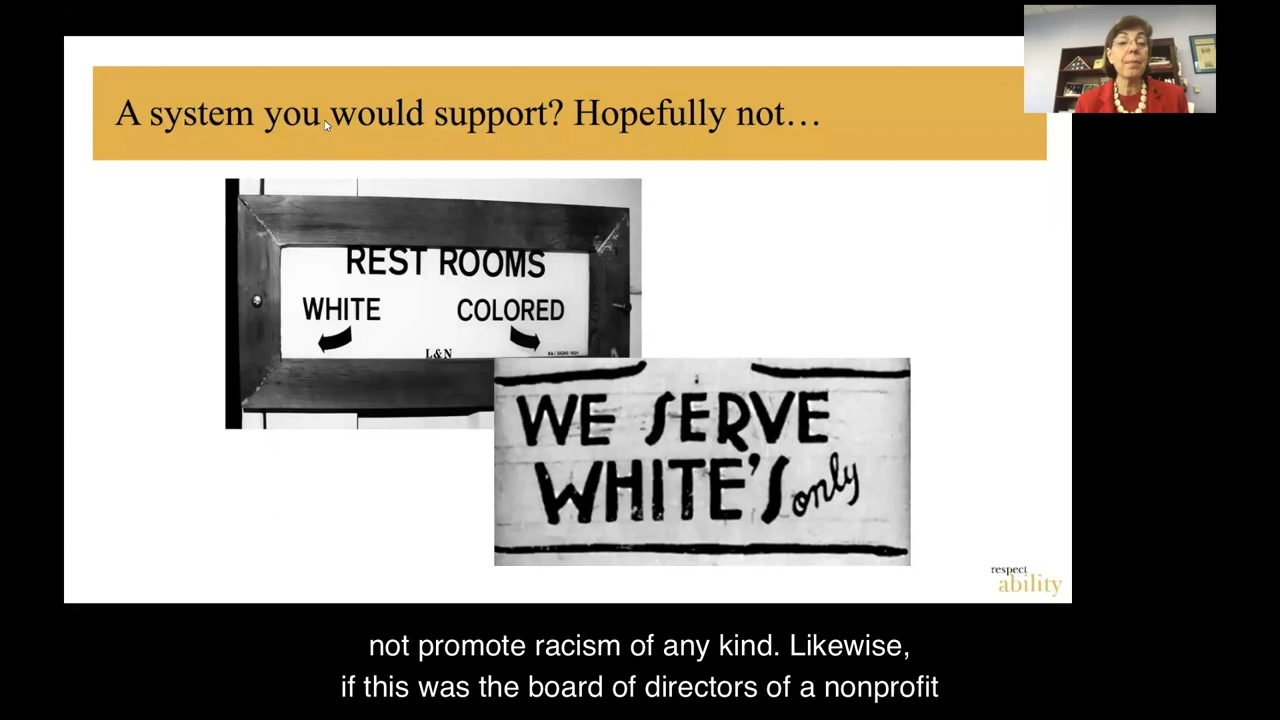 A system you would support? Hopefully not…
REST ROOMS
WHITE COLORED
L&N
WE SERVE
WHITE'S only
respect
ability
not promote racism of any kind. Likewise,
if this was the board of directors of a nonprofit